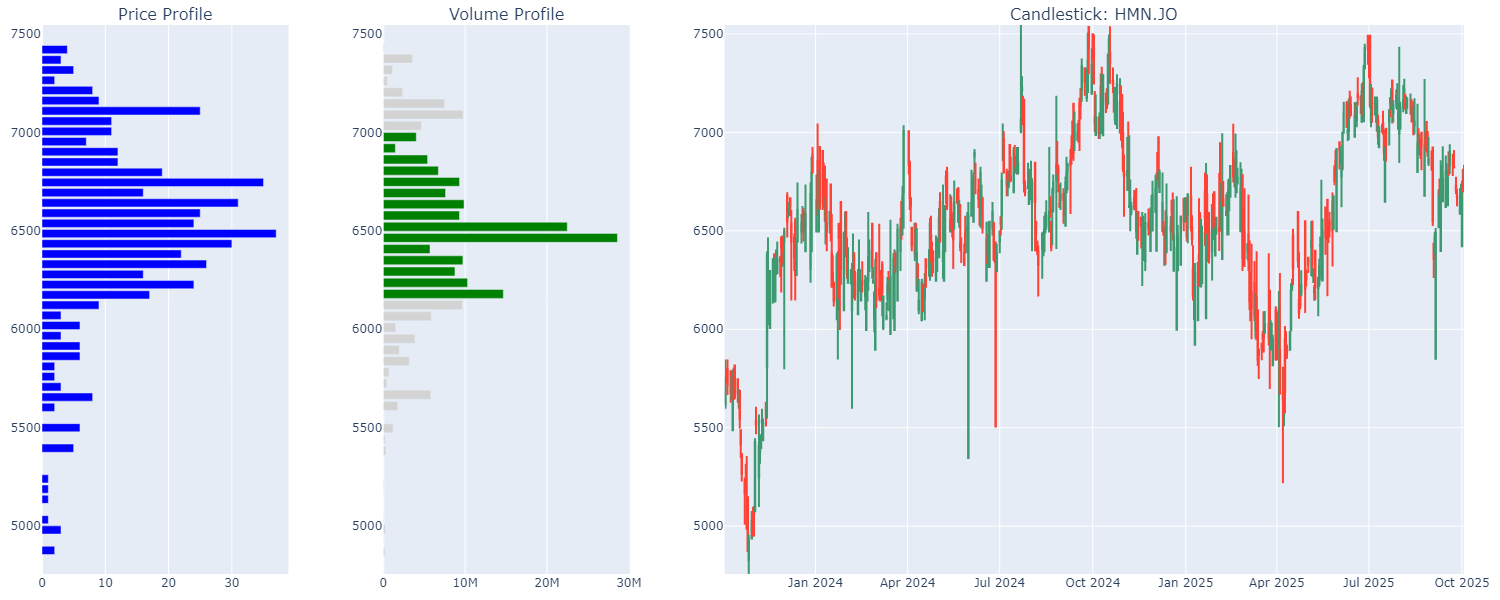 Price Profile
Volume Profile
Candlestick: HMN.JO
7500
7000
6500
6000
5500
5000
0
10
20
30
7500
7000
6500
6000
5500
5000
0
10M
20M
30M
7500
7000
6500
6000
5500
5000
Jan 2024
Apr 2024
Jul 2024
Oct 2024
Jan 2025
Apr 2025
Jul 2025
Oct 2025